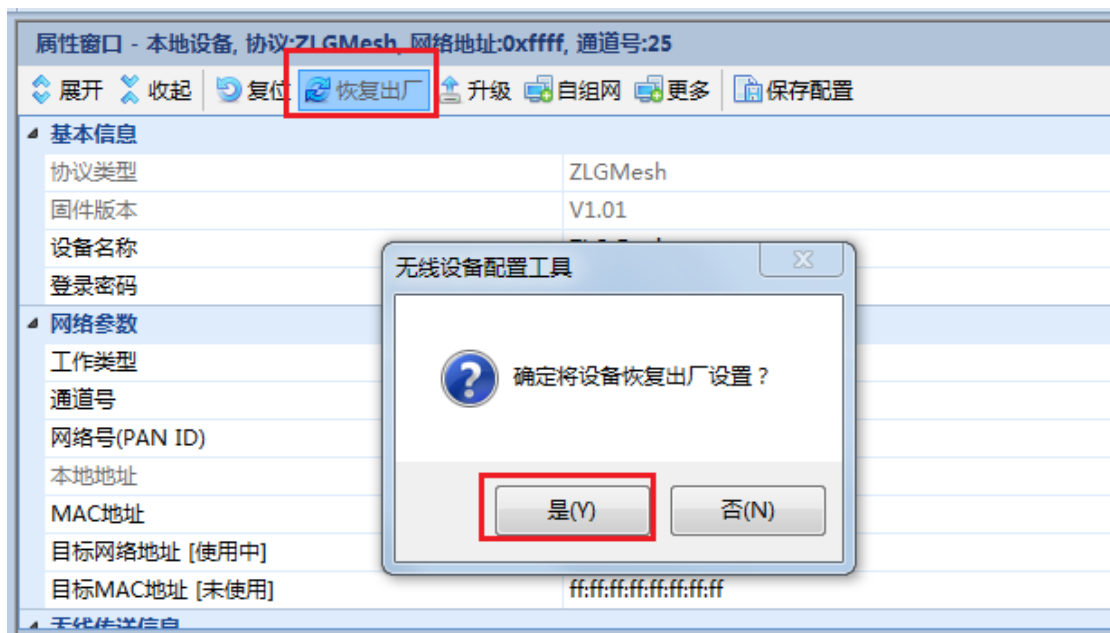 属性窗口 - 本地设备, 协议:ZLGMesh, 网络地址:0xffff, 通道号:25
展开 收起 复位 恢复出厂 升级 自组网 更多 保存配置
基本信息
协议类型 ZLGMesh
固件版本 V1.01
设备名称
登录密码
网络参数
工作类型
通道号
网络号(PAN ID)
本地地址
MAC地址
目标网络地址 [使用中]
目标MAC地址 [未使用] ff:ff:ff:ff:ff:ff:ff:ff
无线传送信息
无线设备配置工具
确定将设备恢复出厂设置？
是(Y) 否(N)